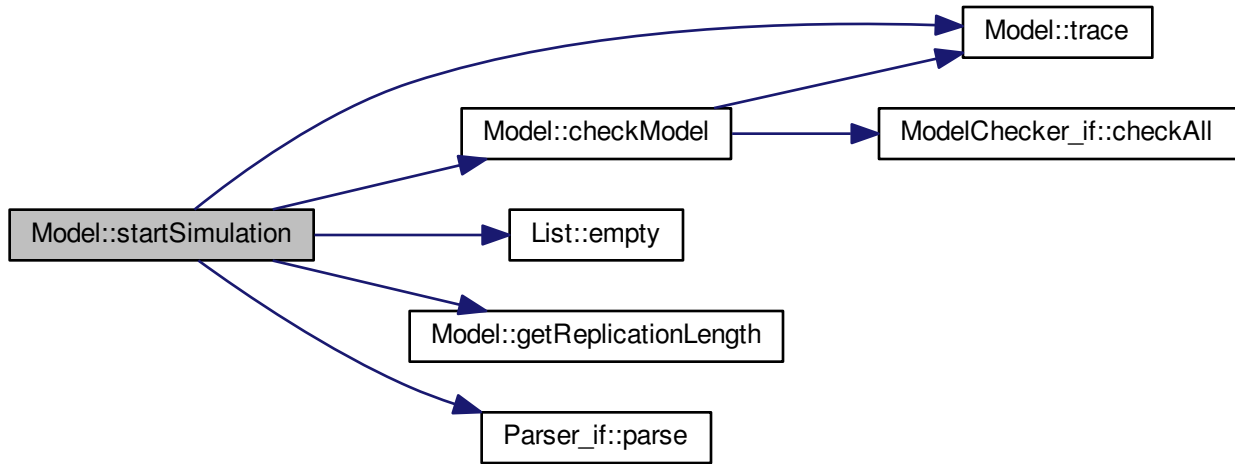 Model::trace
Model::checkModel
ModelChecker_if::checkAll
Model::startSimulation
List::empty
Model::getReplicationLength
Parser_if::parse